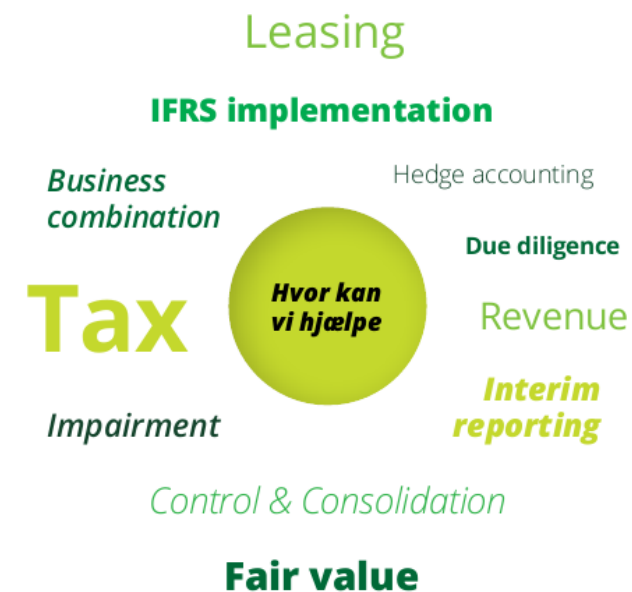 Leasing
IFRS implementation
Business
combination
Hedge accounting
Due diligence
Tax
Hvor kan
vi hjælpe
Revenue
Interim
reporting
Impairment
Control & Consolidation
Fair value